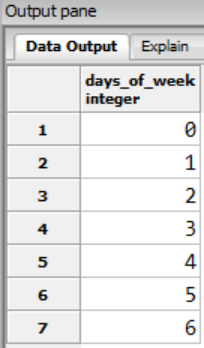 Output pane
Data Output Explain
days_of_week
integer
1 0
2 1
3 2
4 3
5 4
6 5
7 6